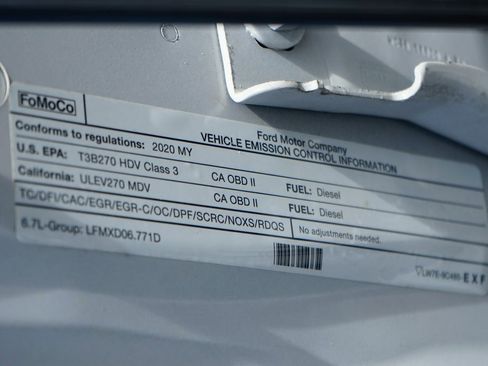 FoMoCo
Ford Motor Company
VEHICLE EMISSION CONTROL INFORMATION
Conforms to regulations: 2020 MY
U.S. EPA: T3B270 HDV Class 3 CA OBD II FUEL: Diesel
California: ULEV270 MDV CA OBD II FUEL: Diesel
TC/DFI/CAC/EGR/EGR-C/OC/DPF/SCRC/NOXS/RDQS No adjustments needed.
6.7L-Group: LFMXD06.771D
EXF